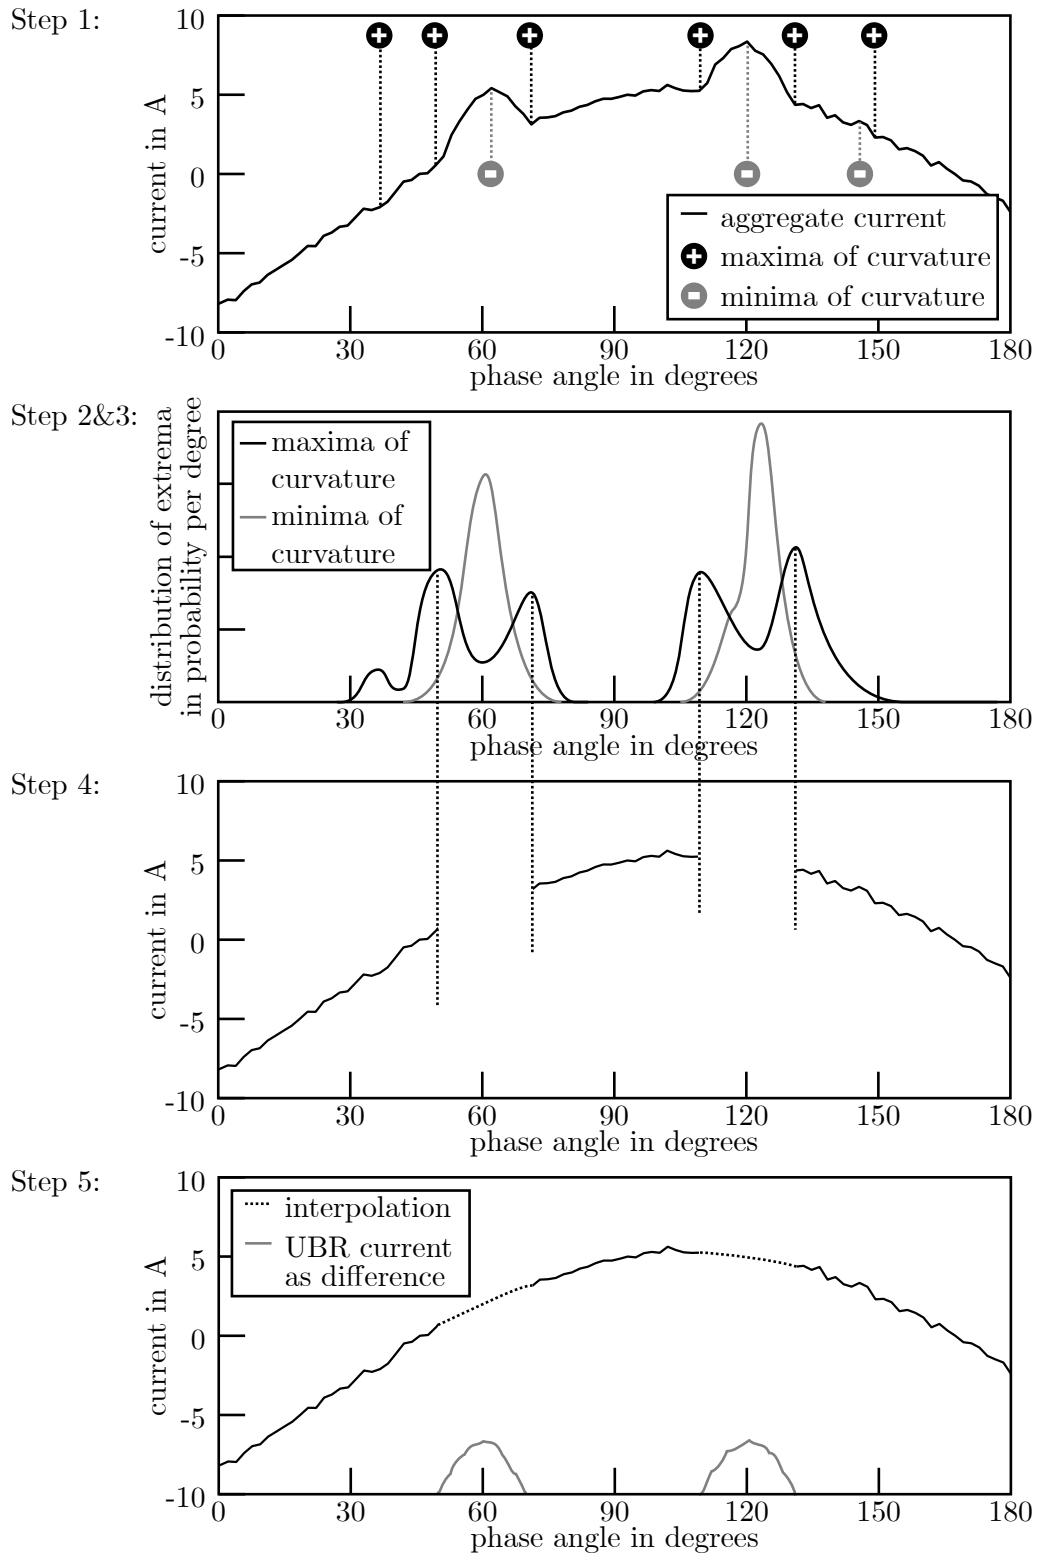 Step 1:
current in A
10
5
0
-5
-10
aggregate current
maxima of curvature
minima of curvature
0 30 60 90 120 150 180
phase angle in degrees
Step 2&3:
distribution of extrema
in probability per degree
maxima of
curvature
minima of
curvature
0 30 60 90 120 150 180
phase angle in degrees
Step 4:
current in A
10
5
0
-5
-10
0 30 60 90 120 150 180
phase angle in degrees
Step 5:
current in A
10
5
0
-5
-10
interpolation
UBR current
as difference
0 30 60 90 120 150 180
phase angle in degrees